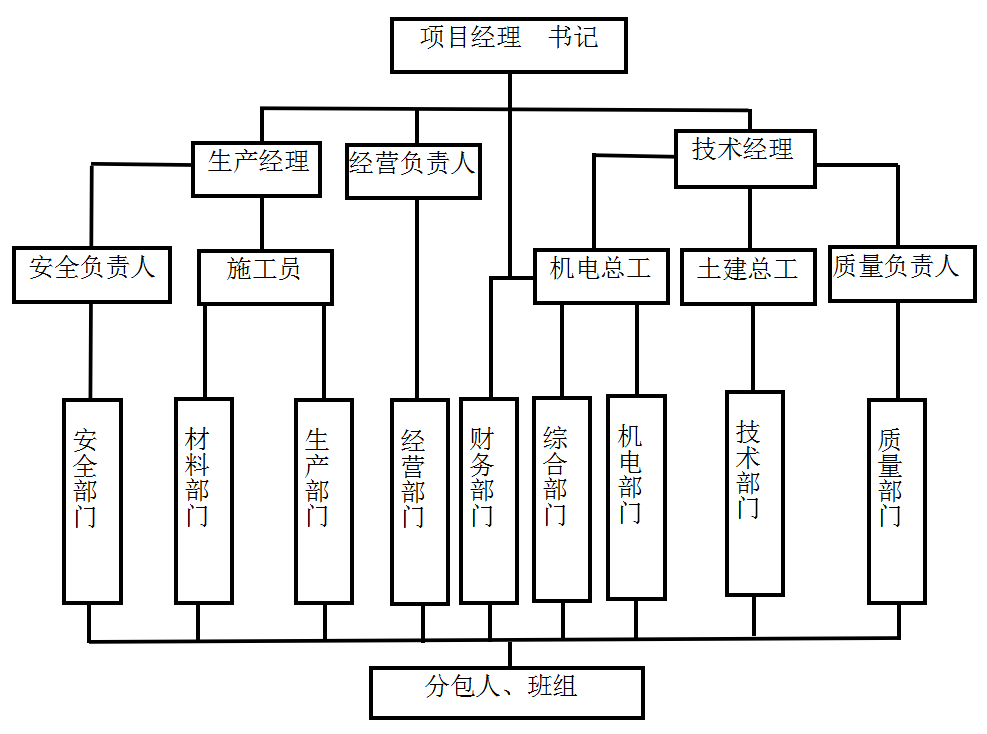 项目经理　书记
生产经理
经营负责人
技术经理
安全负责人
施工员
机电总工
土建总工
质量负责人
安全部门
材料部门
生产部门
经营部门
财务部门
综合部门
机电部门
技术部门
质量部门
分包人、班组